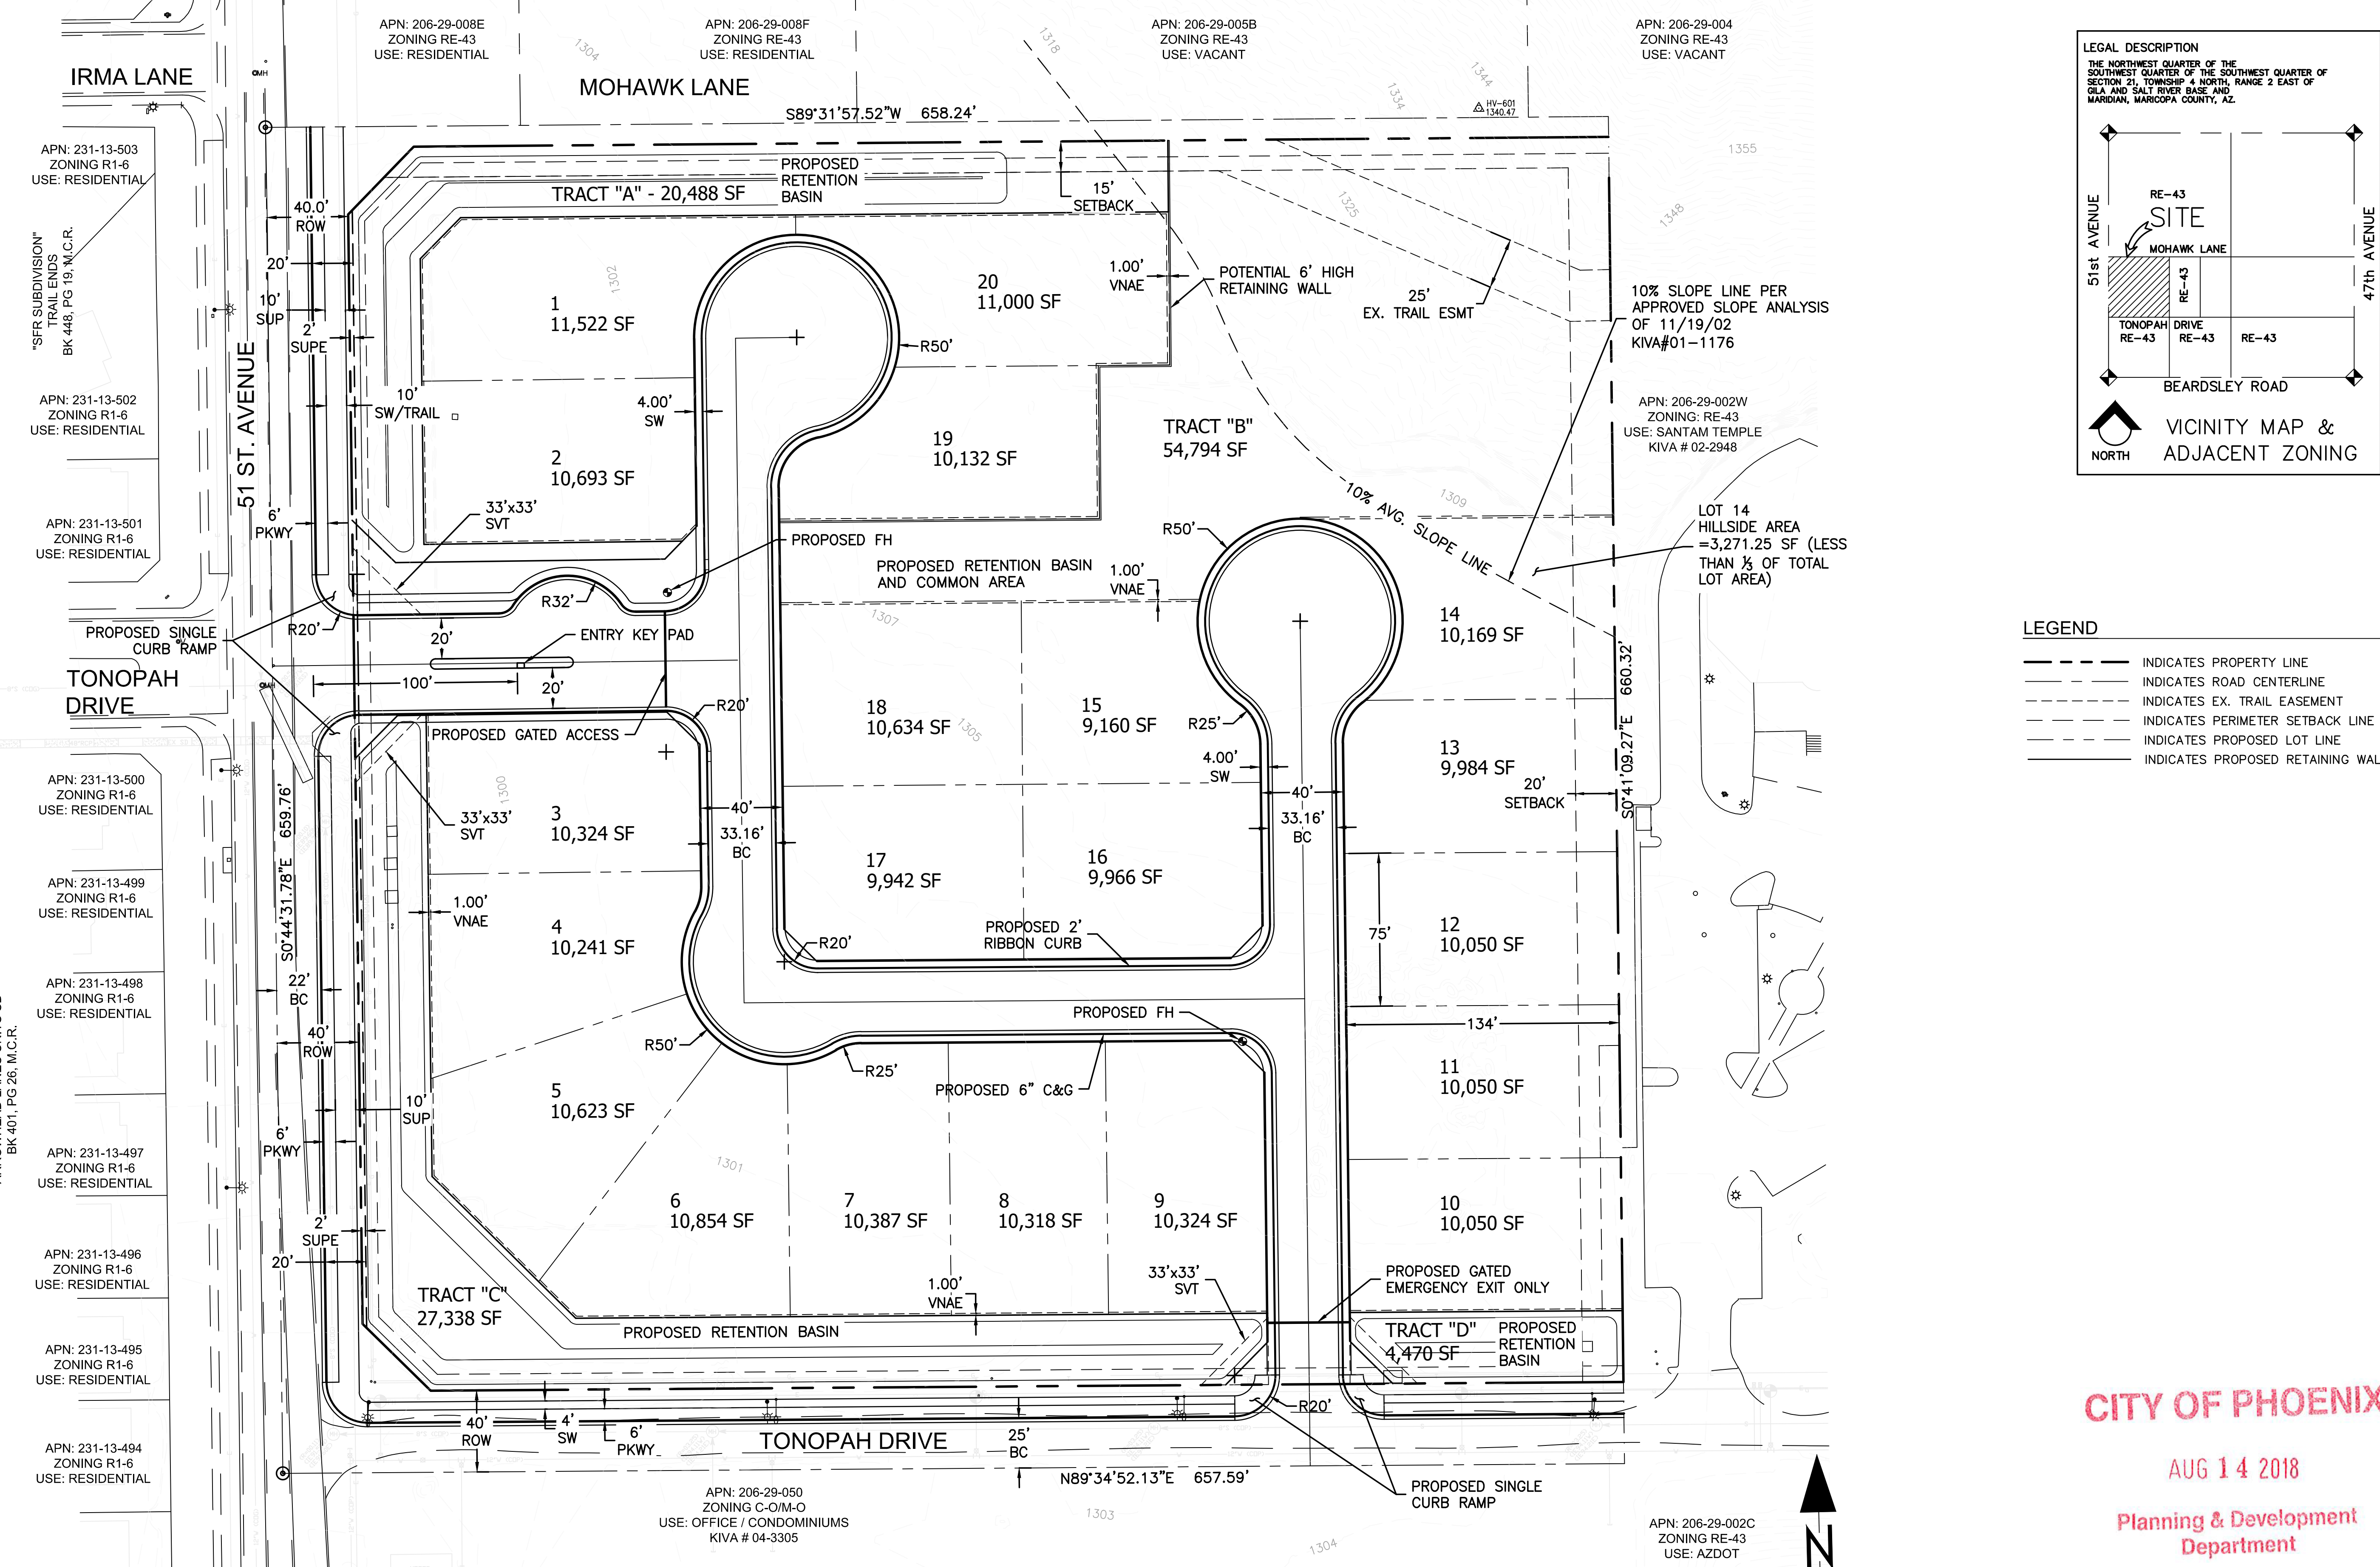 APN: 206-29-008E
ZONING RE-43
USE: RESIDENTIAL
APN: 206-29-008F
ZONING RE-43
USE: RESIDENTIAL
APN: 206-29-005B
ZONING RE-43
USE: VACANT
APN: 206-29-004
ZONING RE-43
USE: VACANT
1304
1318
1334
1344
1355
IRMA LANE
MH
MOHAWK LANE
S89°31'57.52"W 658.24'
HV-601
1340.47
APN: 231-13-503
ZONING R1-6
USE: RESIDENTIAL
"SFR SUBDIVISION"
TRAIL ENDS
BK 448, PG 19, M.C.R.
APN: 231-13-502
ZONING R1-6
USE: RESIDENTIAL
APN: 231-13-501
ZONING R1-6
USE: RESIDENTIAL
51 ST. AVENUE
40.0'
ROW
20'
10'
SUP
2'
SUPE
10'
SW/TRAIL
6'
PKWY
TRACT "A" - 20,488 SF
PROPOSED
RETENTION
BASIN
15'
SETBACK
1302
1
11,522 SF
2
10,693 SF
4.00'
SW
33'x33'
SVT
R50'
20
11,000 SF
19
10,132 SF
1.00'
VNAE
POTENTIAL 6' HIGH
RETAINING WALL
1325
1348
25'
EX. TRAIL ESMT
10% SLOPE LINE PER
APPROVED SLOPE ANALYSIS
OF 11/19/02
KIVA#01-1176
APN: 206-29-002W
ZONING: RE-43
USE: SANTAM TEMPLE
KIVA # 02-2948
TRACT "B"
54,794 SF
10% AVG. SLOPE LINE
1309
LOT 14
HILLSIDE AREA
=3,271.25 SF (LESS
THAN ⅓ OF TOTAL
LOT AREA)
PROPOSED FH
PROPOSED RETENTION BASIN
AND COMMON AREA
1.00'
VNAE
R50'
R32'
R20'
PROPOSED SINGLE
CURB RAMP
20'
ENTRY KEY PAD
TONOPAH
DRIVE
MH
100'
20'
R20'
PROPOSED GATED ACCESS
1307
18
10,634 SF
1305
15
9,160 SF
R25'
4.00'
SW
14
10,169 SF
13
9,984 SF
20'
SETBACK
S0°41'09.27"E 660.32'
APN: 231-13-500
ZONING R1-6
USE: RESIDENTIAL
APN: 231-13-499
ZONING R1-6
USE: RESIDENTIAL
APN: 231-13-498
ZONING R1-6
USE: RESIDENTIAL
BK 401, PG 26, M.C.R.
APN: 231-13-497
ZONING R1-6
USE: RESIDENTIAL
APN: 231-13-496
ZONING R1-6
USE: RESIDENTIAL
APN: 231-13-495
ZONING R1-6
USE: RESIDENTIAL
APN: 231-13-494
ZONING R1-6
USE: RESIDENTIAL
S0°44'31.78"E 659.76'
22'
BC
40'
ROW
10'
SUP
6'
PKWY
2'
SUPE
20'
33'x33'
SVT
1300
3
10,324 SF
1.00'
VNAE
4
10,241 SF
40'
33.16'
BC
17
9,942 SF
16
9,966 SF
40'
33.16'
BC
R20'
PROPOSED 2'
RIBBON CURB
75'
12
10,050 SF
134'
PROPOSED FH
R50'
R25'
PROPOSED 6" C&G
5
10,623 SF
11
10,050 SF
1301
6
10,854 SF
7
10,387 SF
8
10,318 SF
9
10,324 SF
10
10,050 SF
33'x33'
SVT
PROPOSED GATED
EMERGENCY EXIT ONLY
1.00'
VNAE
TRACT "C"
27,338 SF
PROPOSED RETENTION BASIN
TRACT "D"
4,470 SF
PROPOSED
RETENTION
BASIN
40'
ROW
4'
SW
6'
PKWY
TONOPAH DRIVE
25'
BC
R20'
N89°34'52.13"E 657.59'
PROPOSED SINGLE
CURB RAMP
APN: 206-29-050
ZONING C-O/M-O
USE: OFFICE / CONDOMINIUMS
KIVA # 04-3305
1303
1304
APN: 206-29-002C
ZONING RE-43
USE: AZDOT
N
LEGAL DESCRIPTION
THE NORTHWEST QUARTER OF THE
SOUTHWEST QUARTER OF THE SOUTHWEST QUARTER OF
SECTION 21, TOWNSHIP 4 NORTH, RANGE 2 EAST OF
GILA AND SALT RIVER BASE AND
MARIDIAN, MARICOPA COUNTY, AZ.
51st AVENUE
47th AVENUE
RE-43
SITE
MOHAWK LANE
RE-43
TONOPAH DRIVE
RE-43 RE-43 RE-43
BEARDSLEY ROAD
NORTH
VICINITY MAP &
ADJACENT ZONING
LEGEND
INDICATES PROPERTY LINE
INDICATES ROAD CENTERLINE
INDICATES EX. TRAIL EASEMENT
INDICATES PERIMETER SETBACK LINE
INDICATES PROPOSED LOT LINE
INDICATES PROPOSED RETAINING WAL
CITY OF PHOENIX
AUG 14 2018
Planning & Development
Department